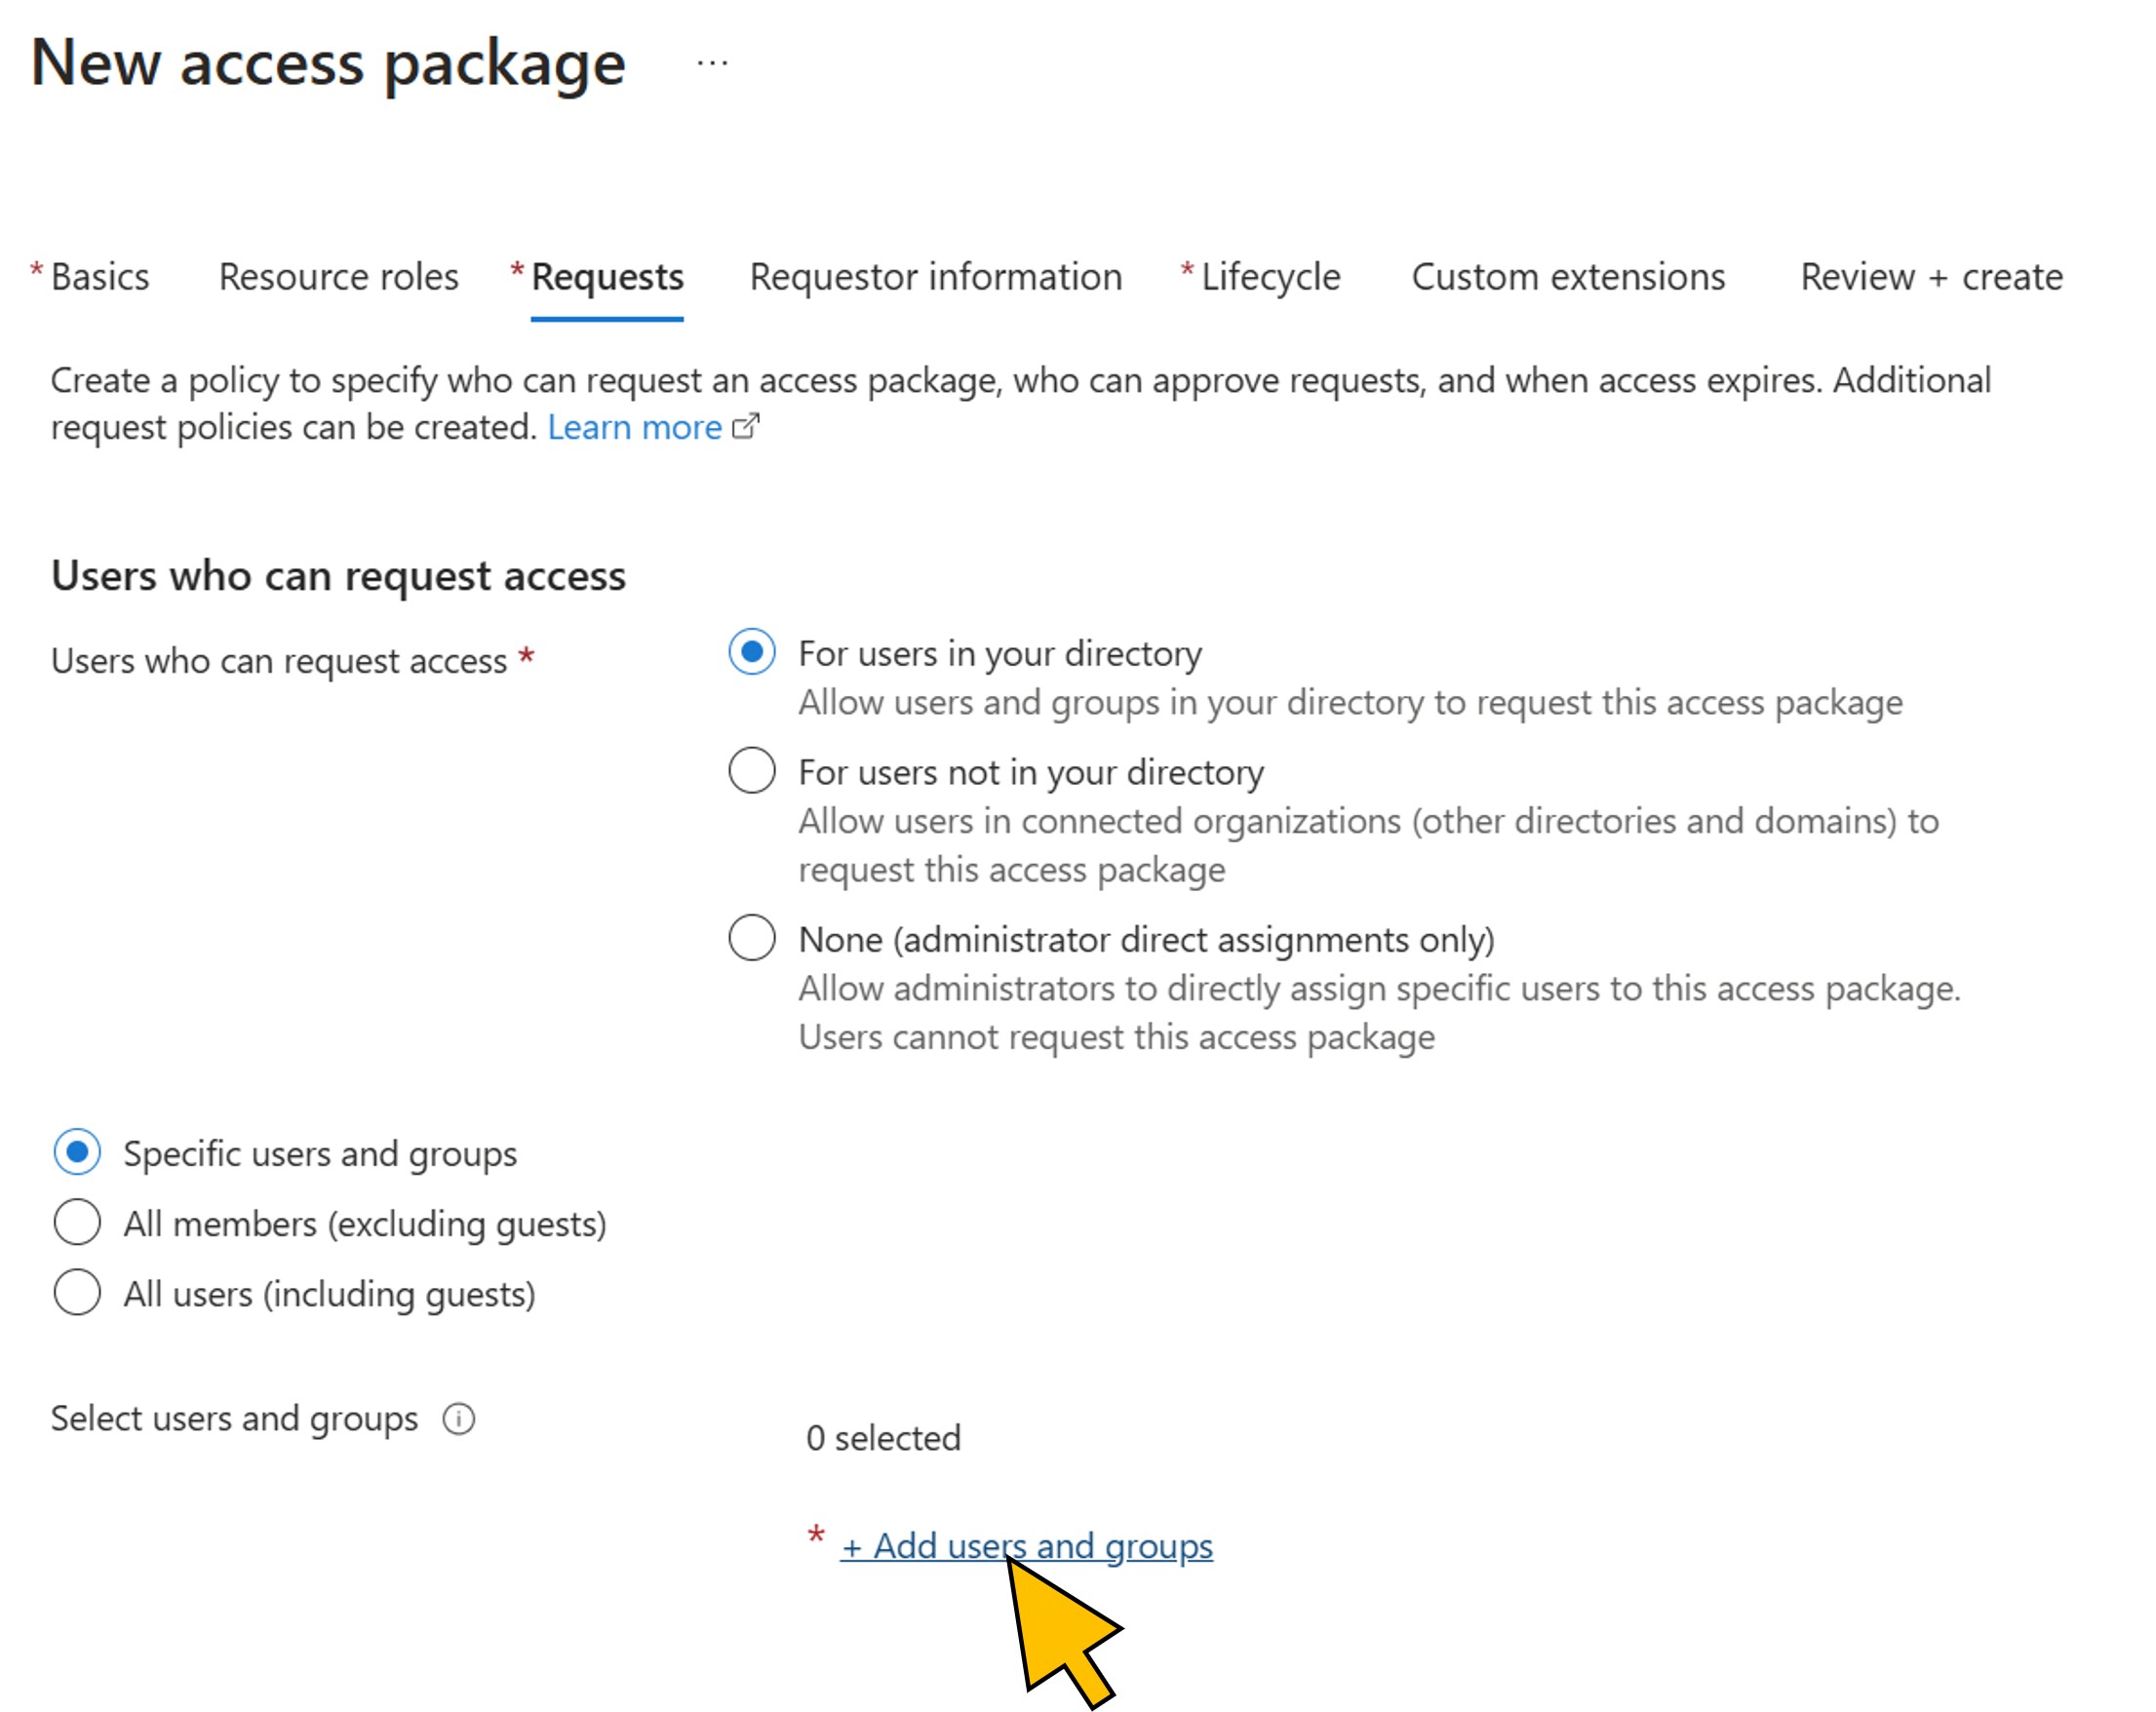 New access package ...
* Basics Resource roles * Requests Requestor information * Lifecycle Custom extensions Review + create
Create a policy to specify who can request an access package, who can approve requests, and when access expires. Additional
request policies can be created. Learn more
Users who can request access
Users who can request access *
For users in your directory
Allow users and groups in your directory to request this access package
For users not in your directory
Allow users in connected organizations (other directories and domains) to
request this access package
None (administrator direct assignments only)
Allow administrators to directly assign specific users to this access package.
Users cannot request this access package
Specific users and groups
All members (excluding guests)
All users (including guests)
Select users and groups
0 selected
* + Add users and groups